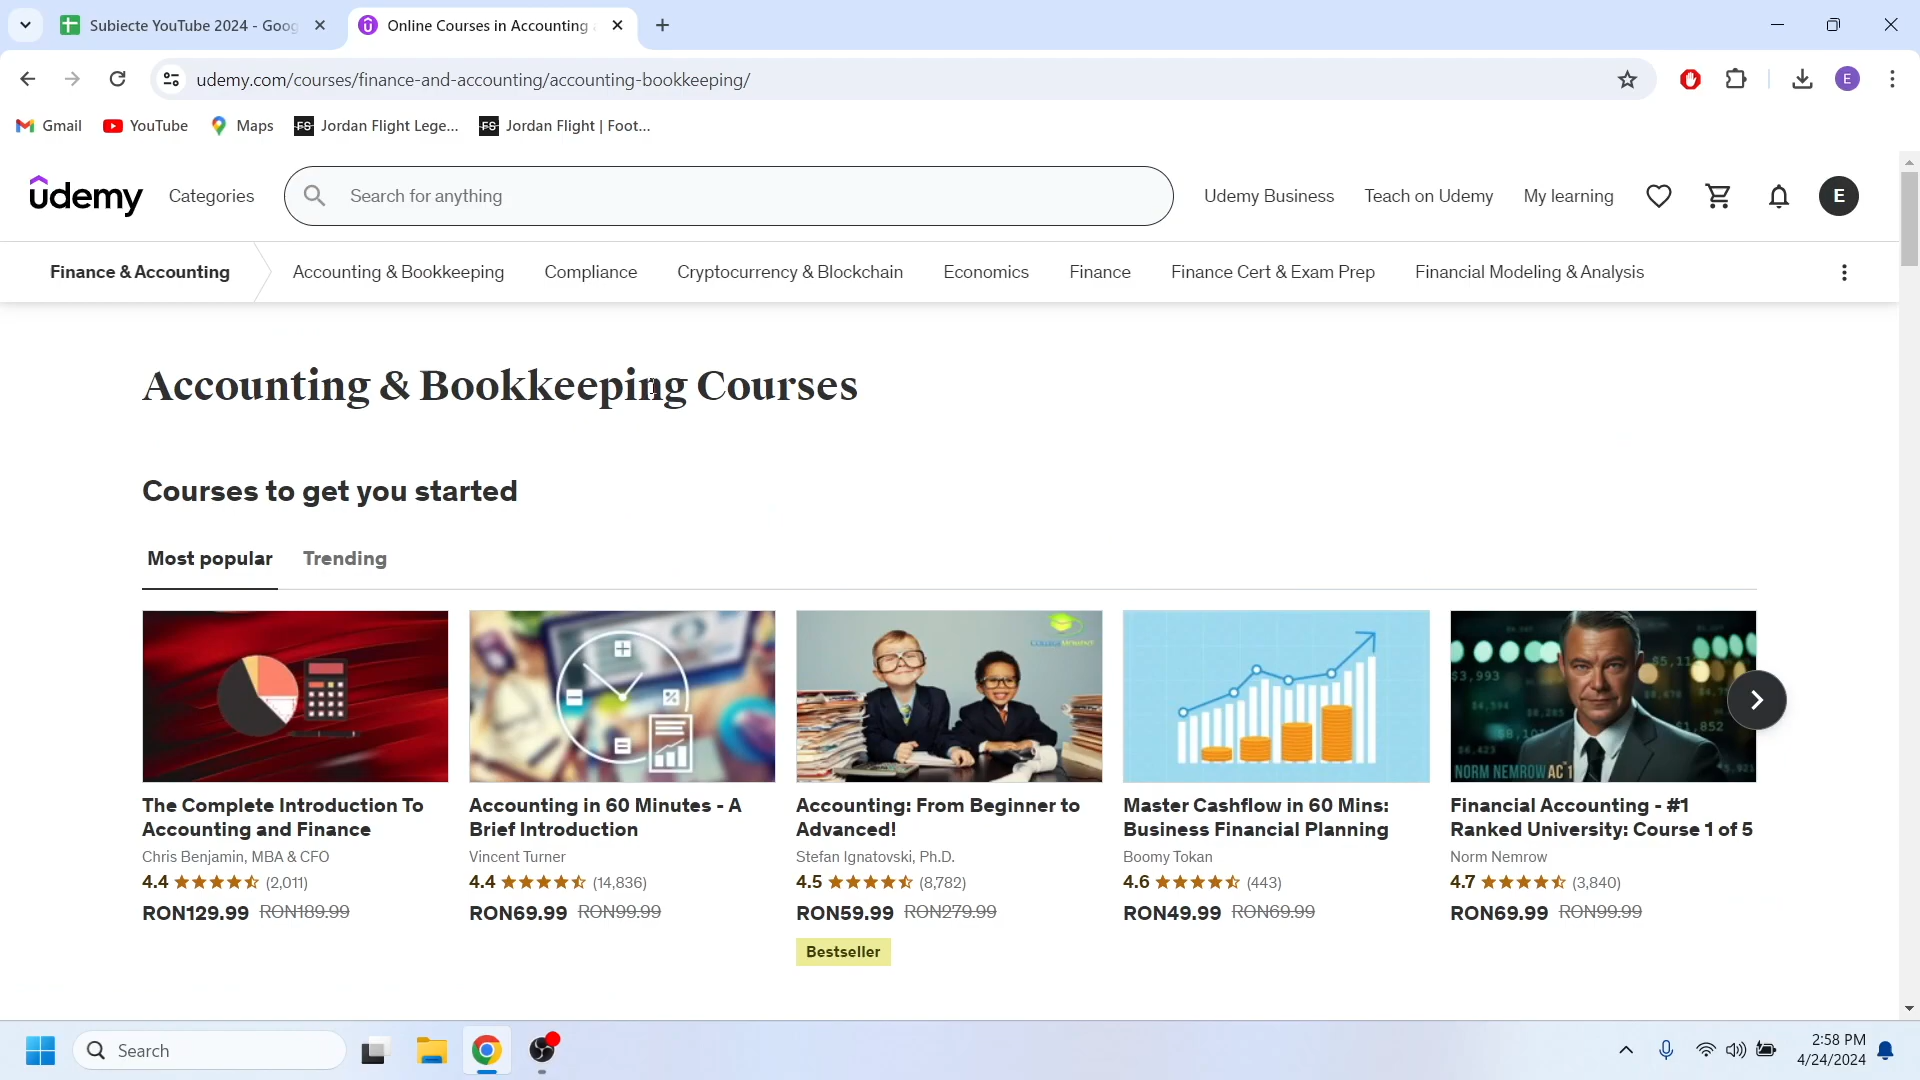 Subiecte YouTube 2024 - Goog
Online Courses in Accounting
udemy.com/courses/finance-and-accounting/accounting-bookkeeping/
E
Gmail
YouTube
Maps
FS
Jordan Flight Lege...
FS
Jordan Flight | Foot...
udemy
Categories
Search for anything
Udemy Business
Teach on Udemy
My learning
E
Finance & Accounting
Accounting & Bookkeeping
Compliance
Cryptocurrency & Blockchain
Economics
Finance
Finance Cert & Exam Prep
Financial Modeling & Analysis
Accounting & Bookkeeping Courses
Courses to get you started
Most popular
Trending
COLLEGE MOMENT
$3,993
NORM NEMROW AC
The Complete Introduction To
Accounting and Finance
Chris Benjamin, MBA & CFO
4.4 (2,011)
RON129.99 RON189.99
Accounting in 60 Minutes - A
Brief Introduction
Vincent Turner
4.4 (14,836)
RON69.99 RON99.99
Accounting: From Beginner to
Advanced!
Stefan Ignatovski, Ph.D.
4.5 (8,782)
RON59.99 RON279.99
Bestseller
Master Cashflow in 60 Mins:
Business Financial Planning
Boomy Tokan
4.6 (443)
RON49.99 RON69.99
Financial Accounting - #1
Ranked University: Course 1 of 5
Norm Nemrow
4.7 (3,840)
RON69.99 RON99.99
Search
2:58 PM
4/24/2024